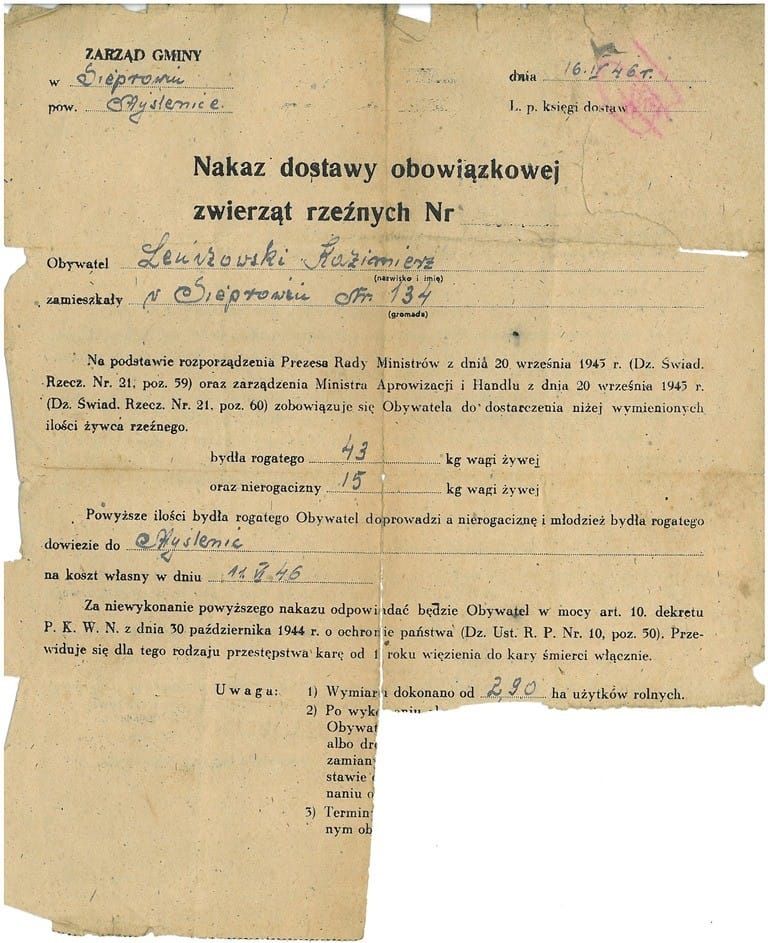 ZARZĄD GMINY
w Sieprawiu
pow. Myślenice.
dnia 16.IV 46 r.
L. p. księgi dostaw
Nakaz dostawy obowiązkowej
zwierząt rzeźnych Nr
Obywatel Kazimierz
(nazwisko i imię)
zamieszkały w Sieprawiu Nr. 134
(gromada)
Na podstawie rozporządzenia Prezesa Rady Ministrów z dnia 20 września 1945 r. (Dz. Świad.
Rzecz. Nr. 21, poz. 59) oraz zarządzenia Ministra Aprowizacji i Handlu z dnia 20 września 1945 r.
(Dz. Świad. Rzecz. Nr. 21, poz. 60) zobowiązuje się Obywatela do dostarczenia niżej wymienionych
ilości żywca rzeźnego.
bydła rogatego 43 kg wagi żywej
oraz nierogacizny 15 kg wagi żywej
Powyższe ilości bydła rogatego Obywatel doprowadzi a nierogaciznę i młodzież bydła rogatego
dowiezie do Myślenic
na koszt własny w dniu 46
Za niewykonanie powyższego nakazu odpowiadać będzie Obywatel w mocy art. 10. dekretu
P. K. W. N. z dnia 30 października 1944 r. o ochronie państwa (Dz. Ust. R. P. Nr. 10, poz. 50). Prze-
widuje się dla tego rodzaju przestępstwa karę od 1 roku więzienia do kary śmierci włącznie.
Uwaga: 1) Wymiaru dokonano od 2,90 ha użytków rolnych.
2) Po wyk
Obywat
albo dr
zamian
stawie
naniu o
3) Termin
nym ob